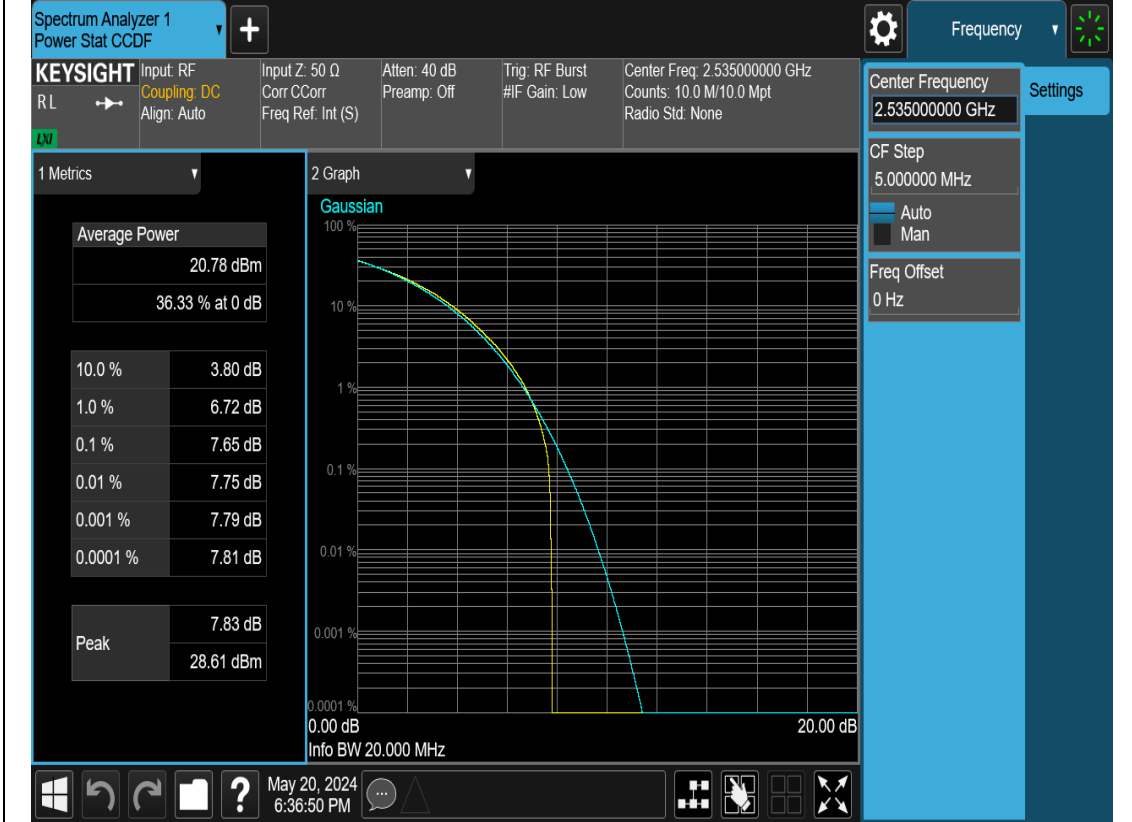 Spectrum Analyzer 1
Power Stat CCDF
+
Frequency
KEYSIGHT
RL
LXI
Input: RF
Coupling: DC
Align: Auto
Input Z: 50 Ω
Corr CCorr
Freq Ref: Int (S)
Atten: 40 dB
Preamp: Off
Trig: RF Burst
#IF Gain: Low
Center Freq: 2.535000000 GHz
Counts: 10.0 M/10.0 Mpt
Radio Std: None
Center Frequency
2.535000000 GHz
Settings
CF Step
5.000000 MHz
Auto
Man
Freq Offset
0 Hz
1 Metrics
Average Power
20.78 dBm
36.33 % at 0 dB
10.0 % 3.80 dB
1.0 % 6.72 dB
0.1 % 7.65 dB
0.01 % 7.75 dB
0.001 % 7.79 dB
0.0001 % 7.81 dB
Peak 7.83 dB
28.61 dBm
2 Graph
Gaussian
100 %
10 %
1 %
0.1 %
0.01 %
0.001 %
0.0001 %
0.00 dB 20.00 dB
Info BW 20.000 MHz
?
May 20, 2024
6:36:50 PM